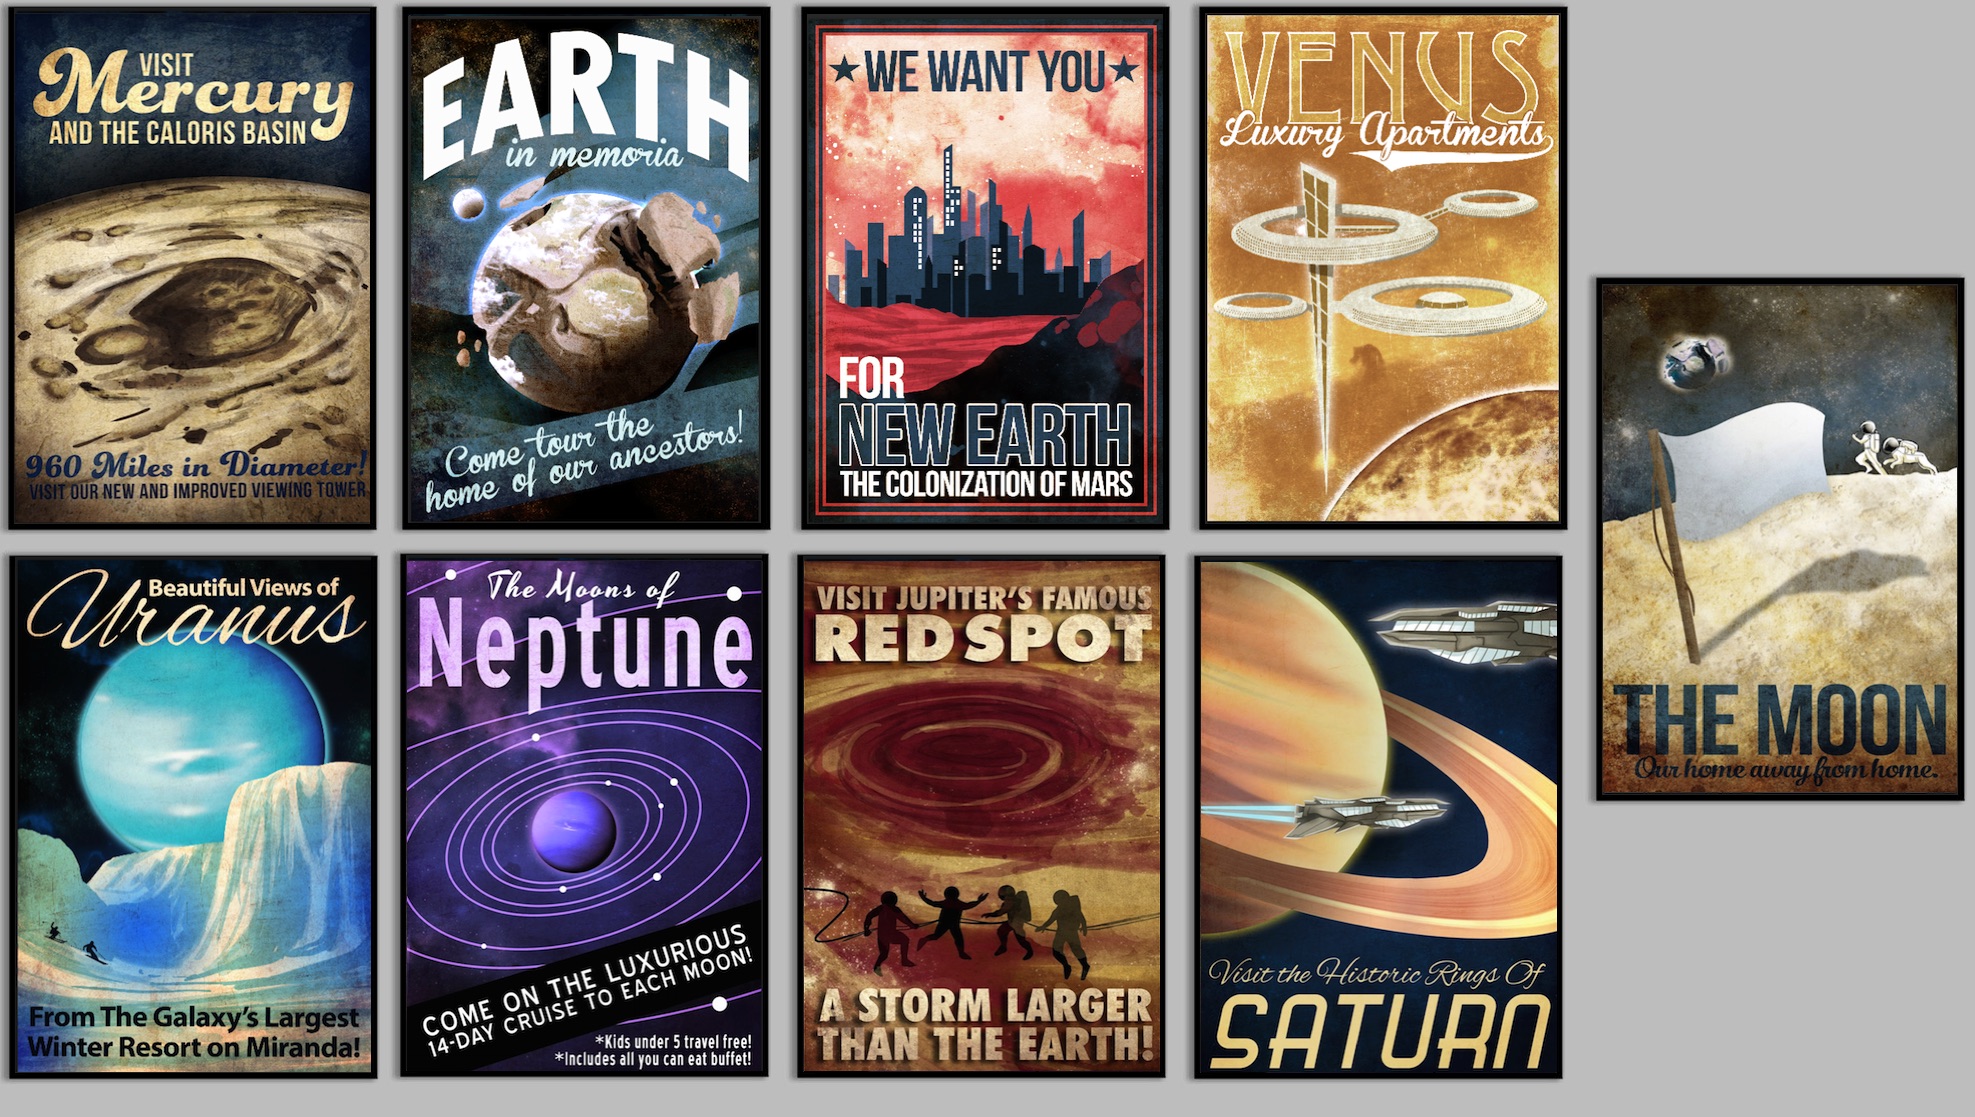 VISIT
Mercury
AND THE CALORIS BASIN
960 Miles in Diameter!
VISIT OUR NEW AND IMPROVED VIEWING TOWER
EARTH
in memoria
Come tour the
home of our ancestors!
WE WANT YOU
FOR
NEW EARTH
THE COLONIZATION OF MARS
VENUS
Luxury Apartments
THE MOON
Our home away from home.
Beautiful Views of
Uranus
From The Galaxy's Largest
Winter Resort on Miranda!
The Moons of
Neptune
COME ON THE LUXURIOUS
14-DAY CRUISE TO EACH MOON!
*Kids under 5 travel free!
*Includes all you can eat buffet!
VISIT JUPITER'S FAMOUS
RED SPOT
A STORM LARGER
THAN THE EARTH!
Visit the Historic Rings Of
SATURN